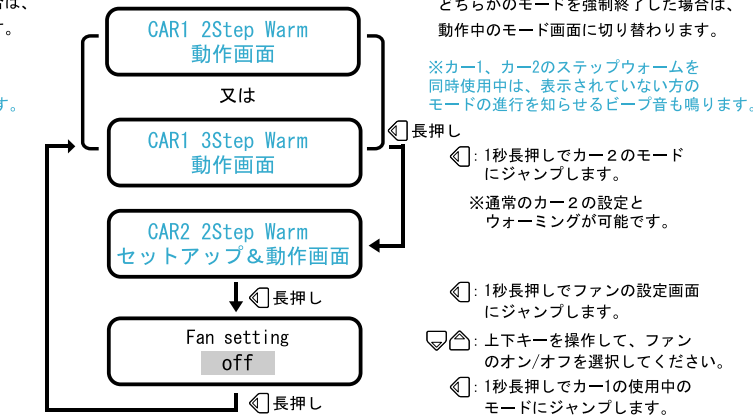 合は、
す。
す。
CAR1 2Step Warm
動作画面
又は
CAR1 3Step Warm
動作画面
長押し
CAR2 2Step Warm
セットアップ＆動作画面
長押し
Fan setting
off
長押し
どちらかのモードを強制終了した場合は、
動作中のモード画面に切り替わります。
※カー1、カー2のステップウォームを
同時使用中は、表示されていない方の
モードの進行を知らせるビープ音も鳴ります。
：1秒長押しでカー２のモード
にジャンプします。
※通常のカー２の設定と
ウォーミングが可能です。
：1秒長押しでファンの設定画面
にジャンプします。
：上下キーを操作して、ファン
のオン/オフを選択してください。
：1秒長押しでカー1の使用中の
モードにジャンプします。